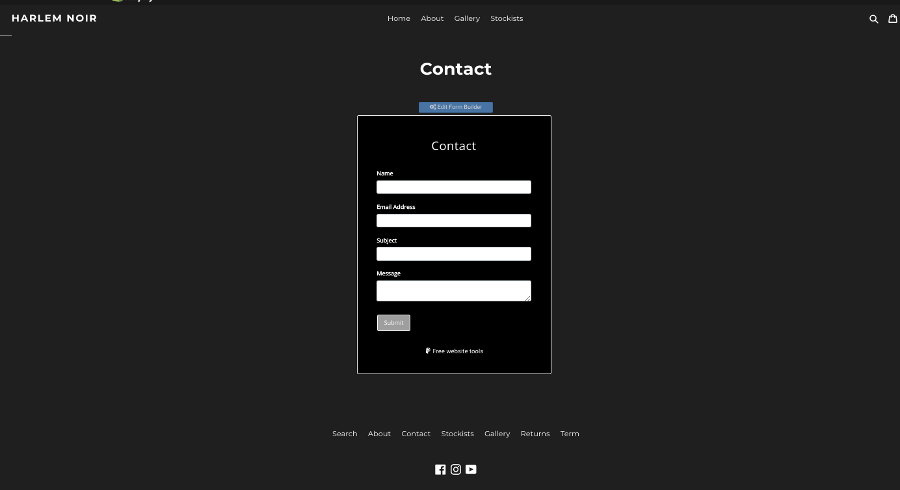 HARLEM NOIR
Home About Gallery Stockists
Contact
Edit Form Builder
Contact
Name
Email Address
Subject
Message
Submit
Free website tools
Search About Contact Stockists Gallery Returns Term